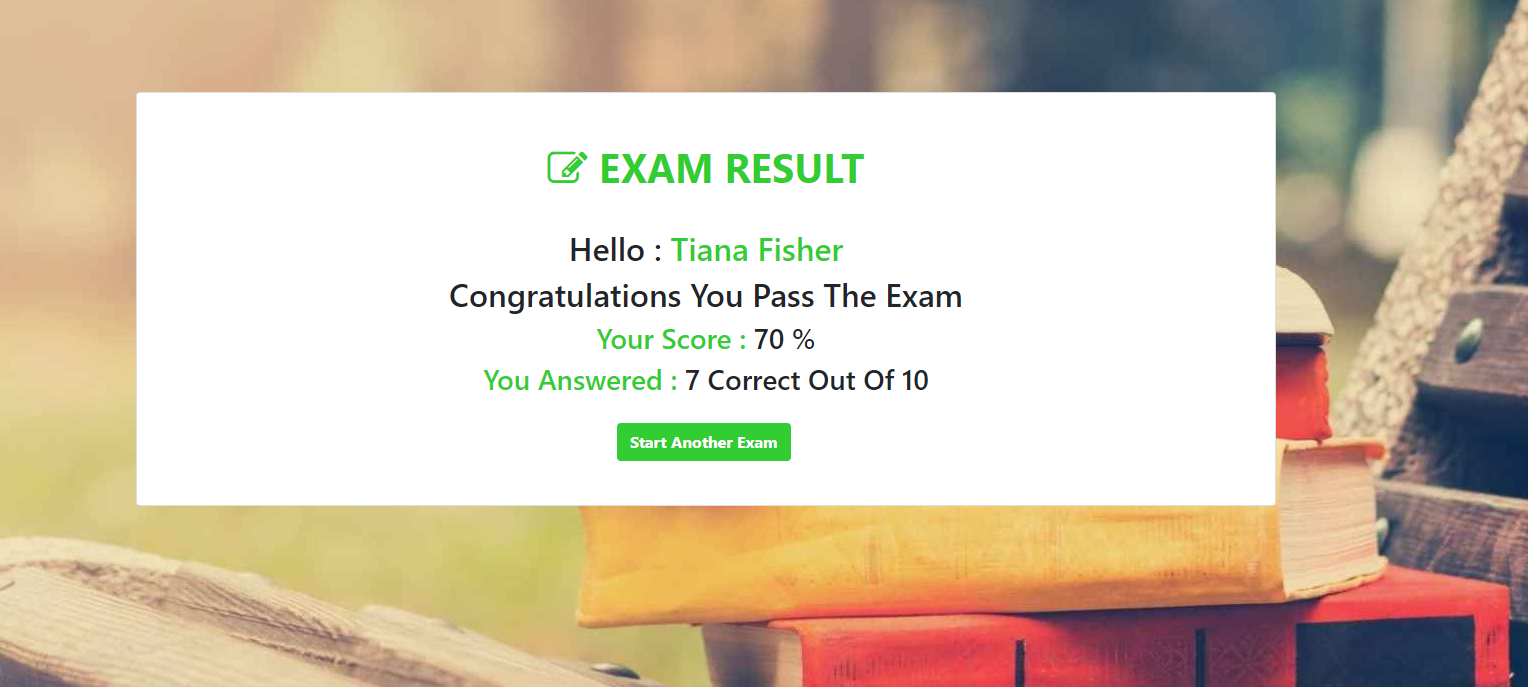 EXAM RESULT
Hello : Tiana Fisher
Congratulations You Pass The Exam
Your Score : 70 %
You Answered : 7 Correct Out Of 10
Start Another Exam